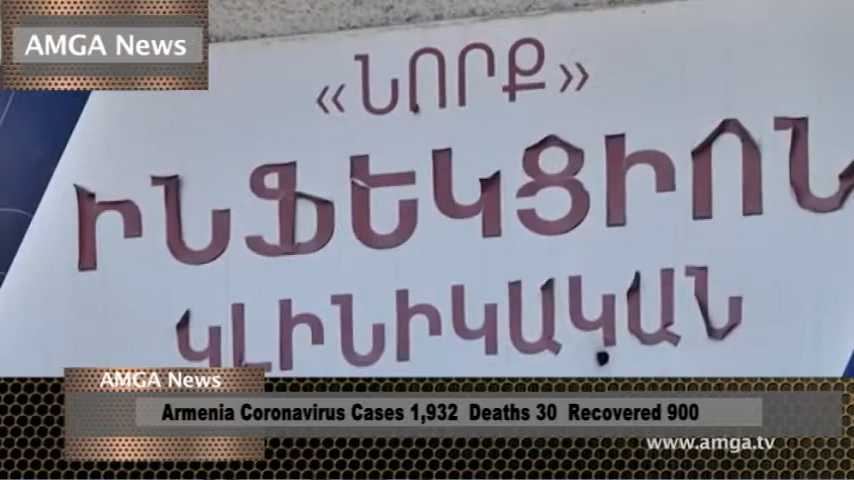 AMGA News
«ՆՈՐՔ»
ԻՆՖԵԿՑԻՈՆ
ԿԼԻՆԻԿԱԿԱՆ
AMGA News
Armenia Coronavirus Cases 1,932 Deaths 30 Recovered 900
www.amga.tv